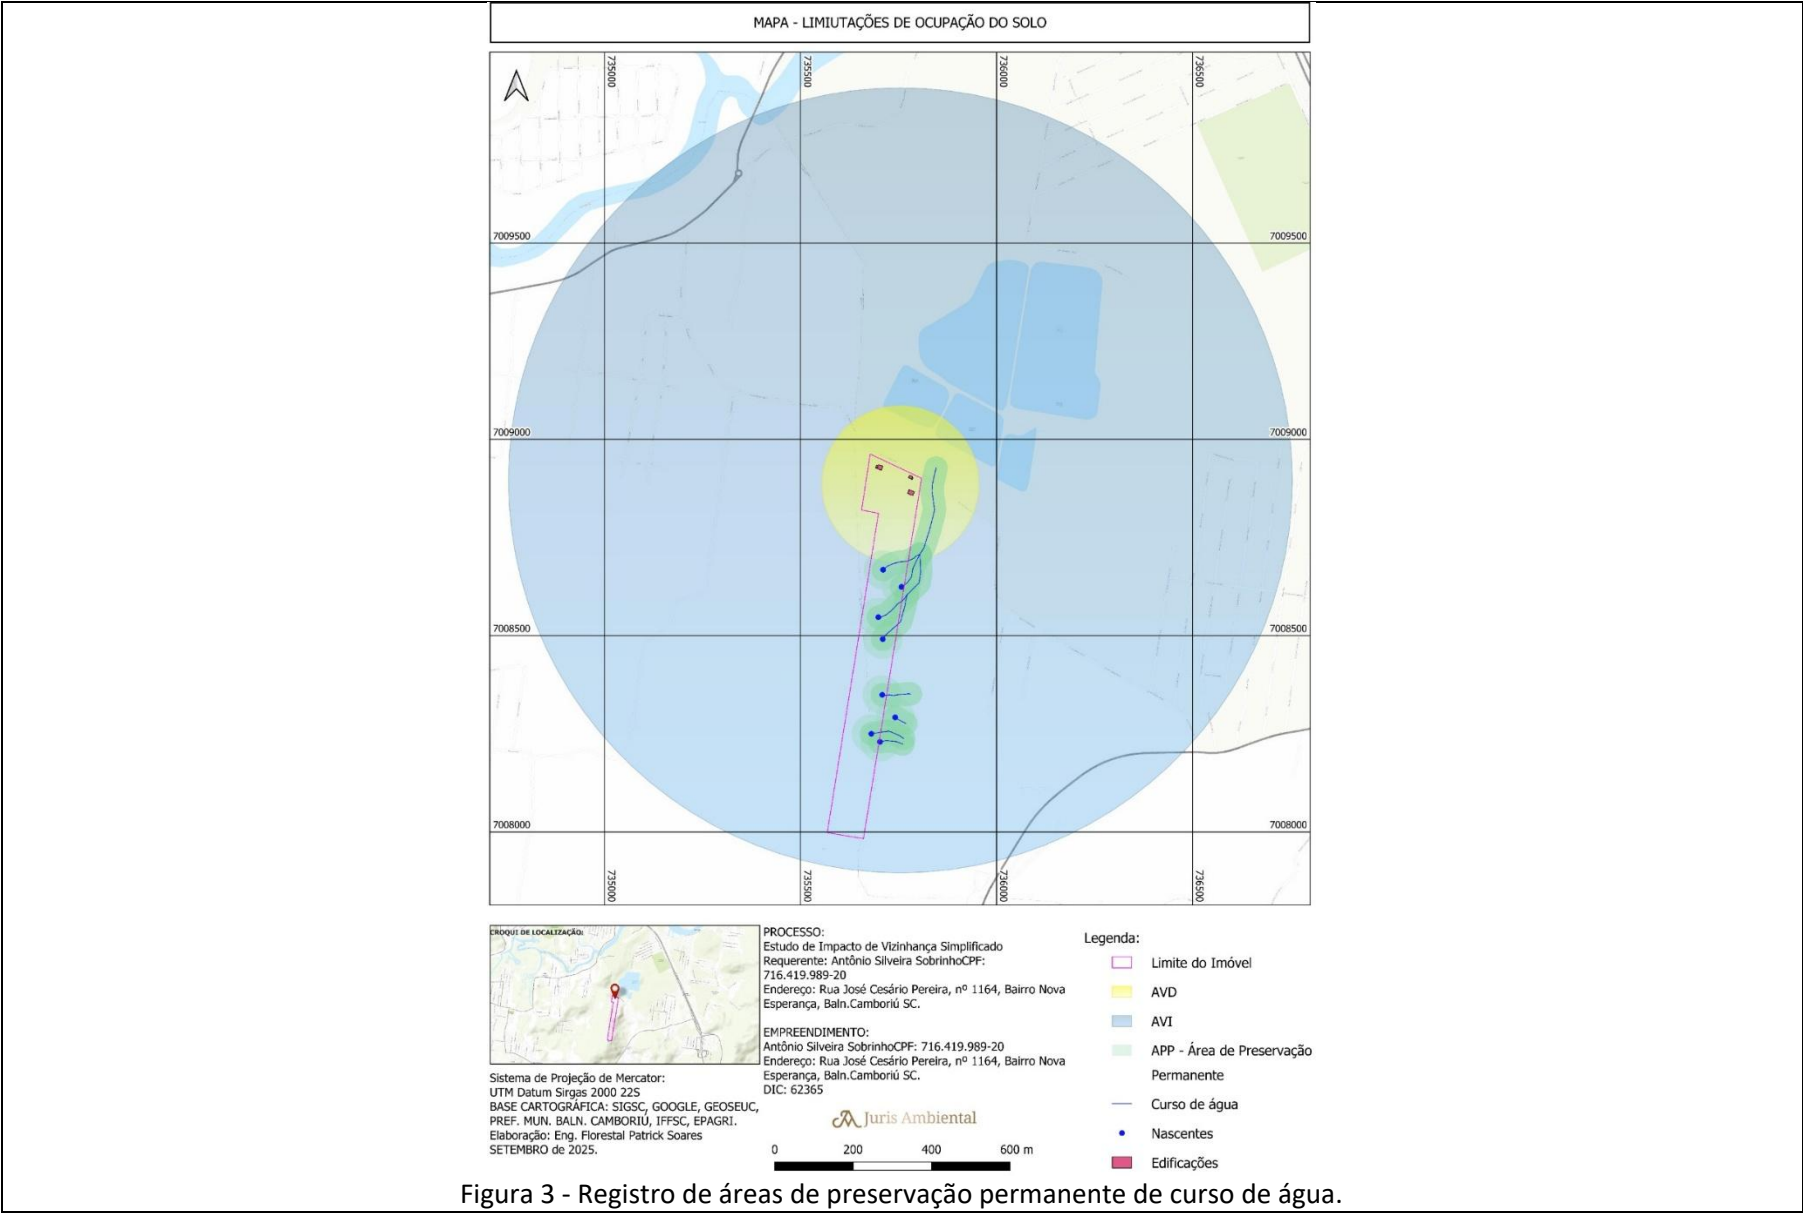 MAPA - LIMIUTAÇÕES DE OCUPAÇÃO DO SOLO
735000
735500
736000
736500
7009500
7009500
7009000
7009000
7008500
7008500
7008000
7008000
735000
735500
736000
736500
CROQUI DE LOCALIZAÇÃO:
Sistema de Projeção de Mercator:
UTM Datum Sirgas 2000 22S
BASE CARTOGRÁFICA: SIGSC, GOOGLE, GEOSEUC,
PREF. MUN. BALN. CAMBORIÚ, IFFSC, EPAGRI.
Elaboração: Eng. Florestal Patrick Soares
SETEMBRO de 2025.
PROCESSO:
Estudo de Impacto de Vizinhança Simplificado
Requerente: Antônio Silveira SobrinhoCPF:
716.419.989-20
Endereço: Rua José Cesário Pereira, nº 1164, Bairro Nova
Esperança, Baln.Camboriú SC.
EMPREENDIMENTO:
Antônio Silveira SobrinhoCPF: 716.419.989-20
Endereço: Rua José Cesário Pereira, nº 1164, Bairro Nova
Esperança, Baln.Camboriú SC.
DIC: 62365
Juris Ambiental
0 200 400 600 m
Legenda:
Limite do Imóvel
AVD
AVI
APP - Área de Preservação
Permanente
Curso de água
Nascentes
Edificações
Figura 3 - Registro de áreas de preservação permanente de curso de água.